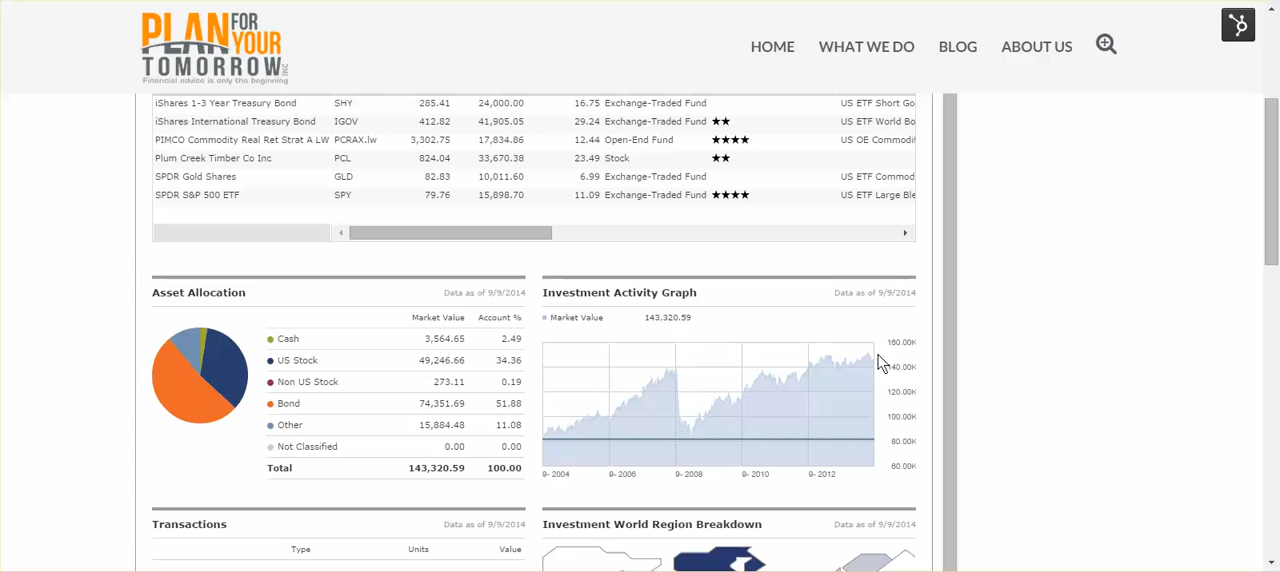 PLAN FOR YOUR
TOMORROW INC
Financial advice is only the beginning
HOME WHAT WE DO BLOG ABOUT US
iShares 1-3 Year Treasury Bond SHY 285.41 24,000.00 16.75 Exchange-Traded Fund US ETF Short Go
iShares International Treasury Bond IGOV 412.82 41,905.05 29.24 Exchange-Traded Fund ★★ US ETF World Bo
PIMCO Commodity Real Ret Strat A LW PCRAX.lw 3,302.75 17,834.86 12.44 Open-End Fund ★★★★ US OE Commodit
Plum Creek Timber Co Inc PCL 824.04 33,670.38 23.49 Stock ★★
SPDR Gold Shares GLD 82.83 10,011.60 6.99 Exchange-Traded Fund US ETF Commod
SPDR S&P 500 ETF SPY 79.76 15,898.70 11.09 Exchange-Traded Fund ★★★★ US ETF Large Ble
Asset Allocation Data as of 9/9/2014
Market Value Account %
Cash 3,564.65 2.49
US Stock 49,246.66 34.36
Non US Stock 273.11 0.19
Bond 74,351.69 51.88
Other 15,884.48 11.08
Not Classified 0.00 0.00
Total 143,320.59 100.00
Investment Activity Graph Data as of 9/9/2014
Market Value 143,320.59
160.00K
140.00K
120.00K
100.00K
80.00K
60.00K
9- 2004 9- 2006 9- 2008 9- 2010 9- 2012
Transactions Data as of 9/9/2014
Type Units Value
Investment World Region Breakdown Data as of 9/9/2014